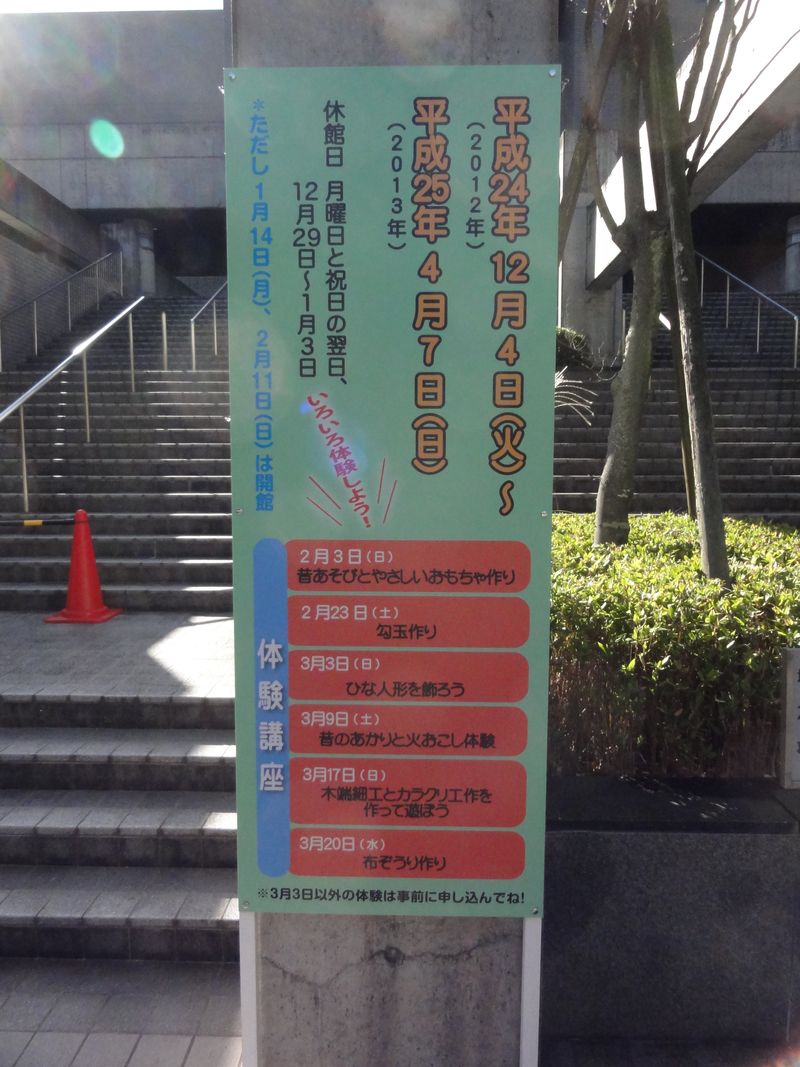 平成24年12月4日(火)～
(2012年)
平成25年4月7日(日)
(2013年)
休館日 月曜日と祝日の翌日、
12月29日～1月3日
*ただし1月14日(月)、2月11日(日)は開館
いろいろ体験しよう！
体験講座
2月3日(日)
昔あそびとやさしいおもちゃ作り
2月23日(土)
勾玉作り
3月3日(日)
ひな人形を飾ろう
3月9日(土)
昔のあかりと火おこし体験
3月17日(日)
木端細工とカラクリ工作を
作って遊ぼう
3月20日(水)
布ぞうり作り
※3月3日以外の体験は事前に申し込んでね!